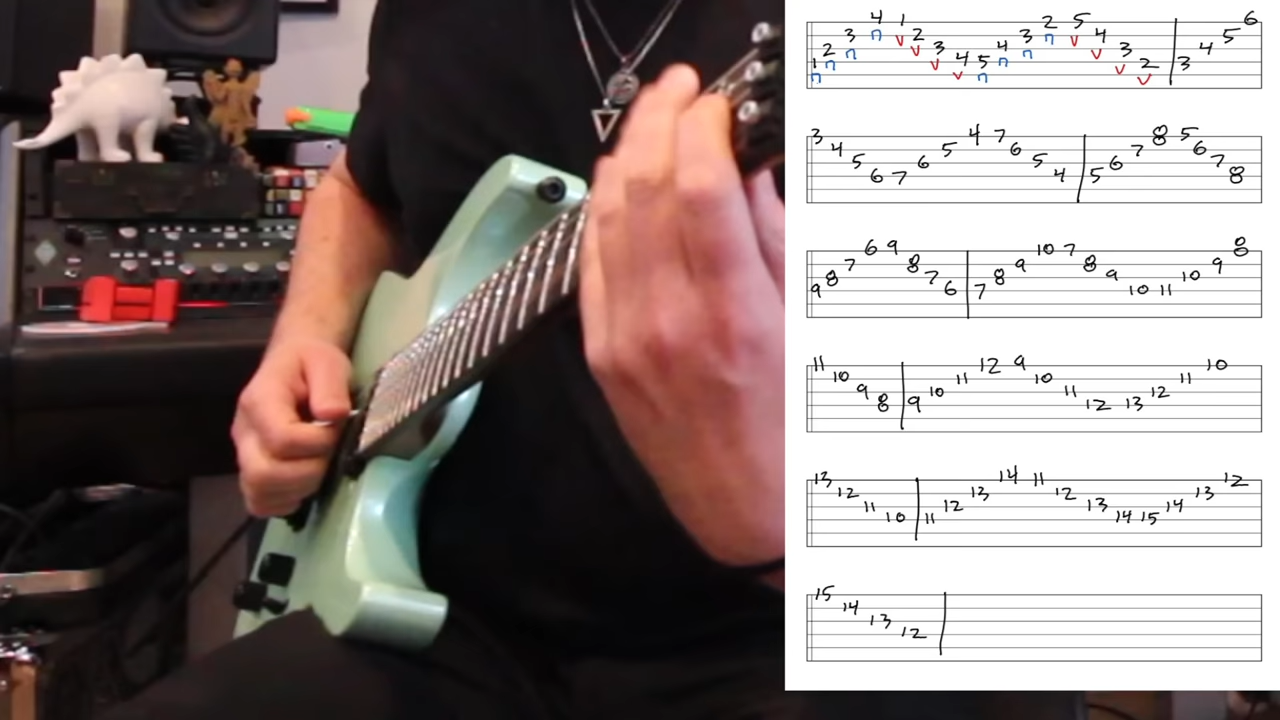 1 2 3 4 1 2 3 4 5 4 3 2 5 4 3 2 3 4 5 6
3 4 5 6 7 6 5 4 7 6 5 4 5 6 7 8 5 6 7 8
9 8 7 6 9 8 7 6 7 8 9 10 7 8 9 10 11 10 9 8
11 10 9 8 9 10 11 12 9 10 11 12 13 12 11 10
13 12 11 10 11 12 13 14 11 12 13 14 15 14 13 12
15 14 13 12